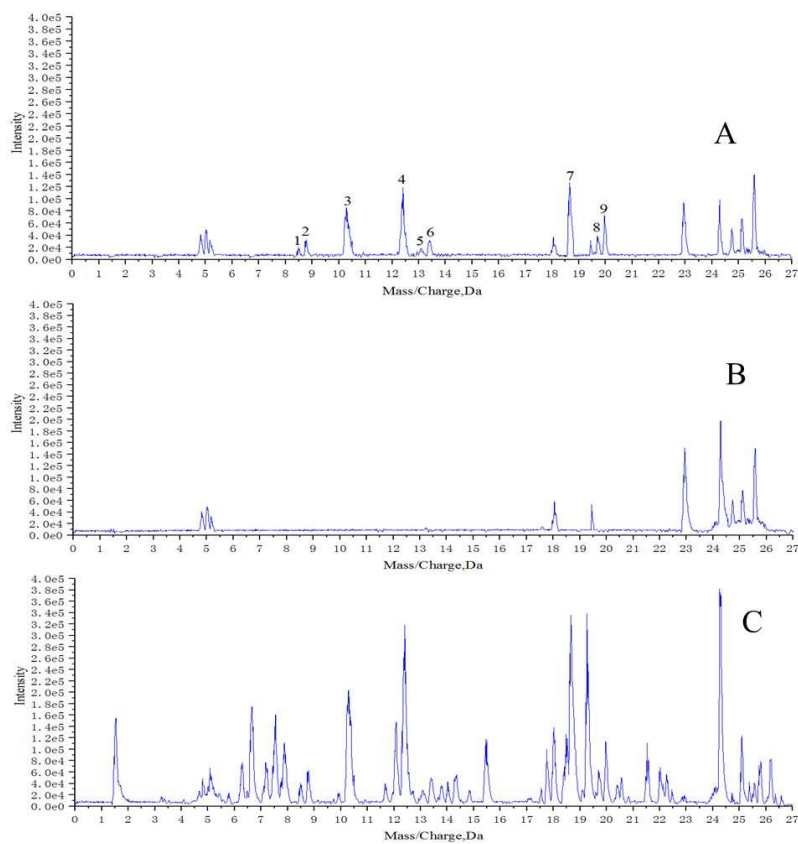 4.0e5
3.8e5
3.6e5
3.4e5
3.2e5
3.0e5
2.8e5
2.6e5
2.4e5
2.2e5
2.0e5
1.8e5
1.6e5
1.4e5
1.2e5
1.0e5
8.0e4
6.0e4
4.0e4
2.0e4
0.0e0
Intensity
A
1 2 3 4 5 6 7 8 9
0 1 2 3 4 5 6 7 8 9 10 11 12 13 14 15 16 17 18 19 20 21 22 23 24 25 26 27
Mass/Charge,Da
4.0e5
3.8e5
3.6e5
3.4e5
3.2e5
3.0e5
2.8e5
2.6e5
2.4e5
2.2e5
2.0e5
1.8e5
1.6e5
1.4e5
1.2e5
1.0e5
8.0e4
6.0e4
4.0e4
2.0e4
0.0e0
Intensity
B
0 1 2 3 4 5 6 7 8 9 10 11 12 13 14 15 16 17 18 19 20 21 22 23 24 25 26 27
Mass/Charge,Da
4.0e5
3.8e5
3.6e5
3.4e5
3.2e5
3.0e5
2.8e5
2.6e5
2.4e5
2.2e5
2.0e5
1.8e5
1.6e5
1.4e5
1.2e5
1.0e5
8.0e4
6.0e4
4.0e4
2.0e4
0.0e0
Intensity
C
0 1 2 3 4 5 6 7 8 9 10 11 12 13 14 15 16 17 18 19 20 21 22 23 24 25 26 27
Mass/Charge,Da